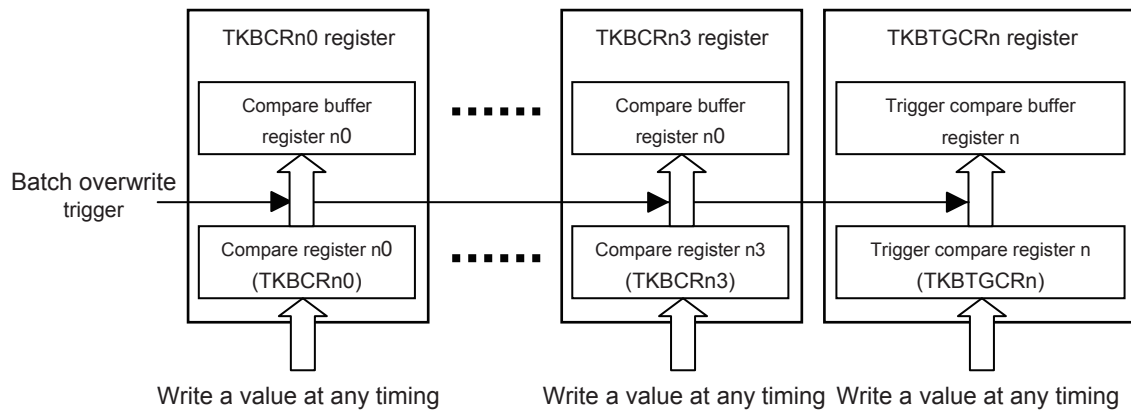 TKBCRn0 register
TKBCRn3 register
TKBTGCRn register
Compare buffer
register n0
Compare buffer
register n0
Trigger compare buffer
register n
Batch overwrite
trigger
Compare register n0
(TKBCRn0)
Compare register n3
(TKBCRn3)
Trigger compare register n
(TKBTGCRn)
Write a value at any timing
Write a value at any timing
Write a value at any timing